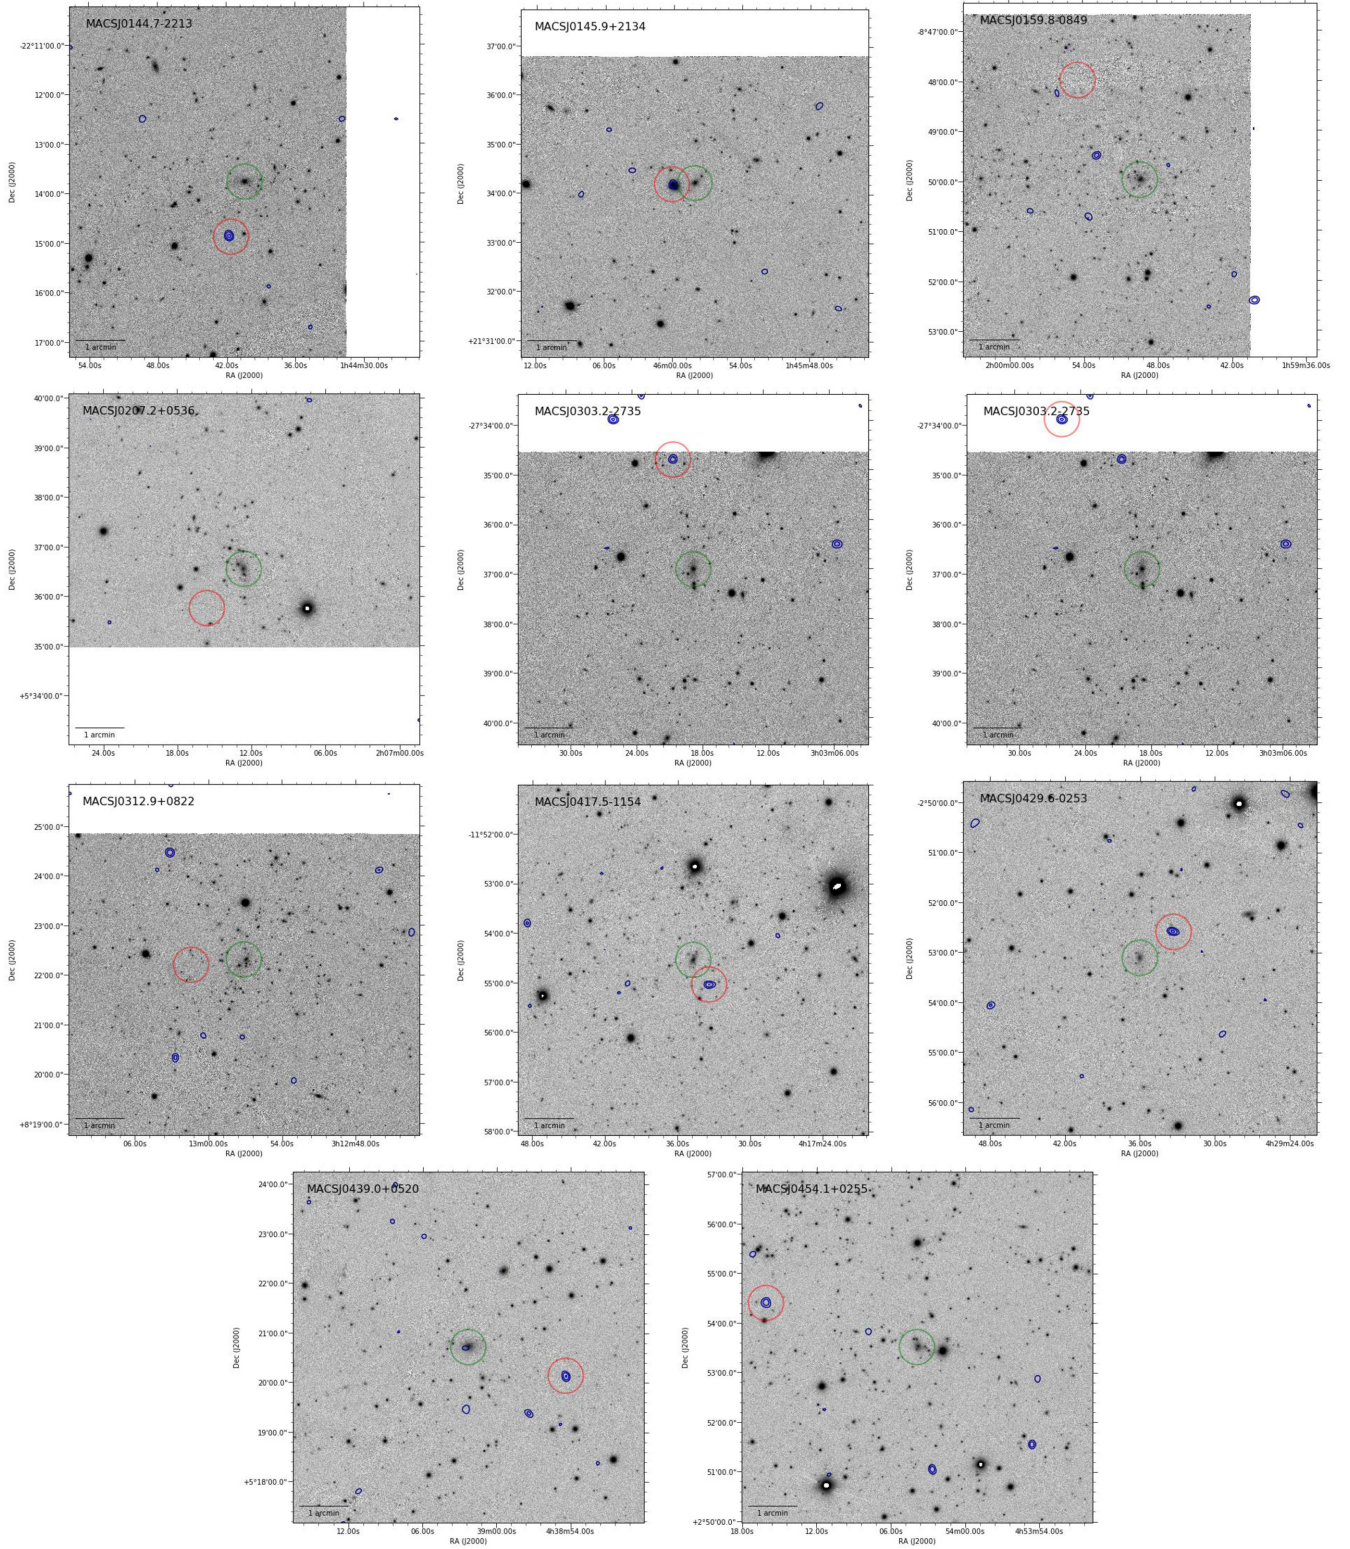 MACSJ0144.7-2213
-22°11'00.0"
12'00.0"
13'00.0"
14'00.0"
15'00.0"
16'00.0"
17'00.0"
Dec (J2000)
1 arcmin
54.00s 48.00s 42.00s 36.00s 1h44m30.00s
RA (J2000)
MACSJ0145.9+2134
37'00.0"
36'00.0"
35'00.0"
34'00.0"
33'00.0"
32'00.0"
+21°31'00.0"
Dec (J2000)
1 arcmin
12.00s 06.00s 46m00.00s 54.00s 1h45m48.00s
RA (J2000)
MACSJ0159.8-0849
-8°47'00.0"
48'00.0"
49'00.0"
50'00.0"
51'00.0"
52'00.0"
53'00.0"
Dec (J2000)
1 arcmin
2h00m00.00s 54.00s 48.00s 42.00s 1h59m36.00s
RA (J2000)
MACSJ0207.2+0536
40'00.0"
39'00.0"
38'00.0"
37'00.0"
36'00.0"
35'00.0"
+5°34'00.0"
Dec (J2000)
1 arcmin
24.00s 18.00s 12.00s 06.00s 2h07m00.00s
RA (J2000)
MACSJ0303.2-2735
-27°34'00.0"
35'00.0"
36'00.0"
37'00.0"
38'00.0"
39'00.0"
40'00.0"
Dec (J2000)
1 arcmin
30.00s 24.00s 18.00s 12.00s 3h03m06.00s
RA (J2000)
MACSJ0303.2-2735
-27°34'00.0"
35'00.0"
36'00.0"
37'00.0"
38'00.0"
39'00.0"
40'00.0"
Dec (J2000)
1 arcmin
30.00s 24.00s 18.00s 12.00s 3h03m06.00s
RA (J2000)
MACSJ0312.9+0822
25'00.0"
24'00.0"
23'00.0"
22'00.0"
21'00.0"
20'00.0"
+8°19'00.0"
Dec (J2000)
1 arcmin
06.00s 13m00.00s 54.00s 3h12m48.00s
RA (J2000)
MACSJ0417.5-1154
-11°52'00.0"
53'00.0"
54'00.0"
55'00.0"
56'00.0"
57'00.0"
58'00.0"
Dec (J2000)
1 arcmin
48.00s 42.00s 36.00s 30.00s 4h17m24.00s
RA (J2000)
MACSJ0429.6-0253
-2°50'00.0"
51'00.0"
52'00.0"
53'00.0"
54'00.0"
55'00.0"
56'00.0"
Dec (J2000)
1 arcmin
48.00s 42.00s 36.00s 30.00s 4h29m24.00s
RA (J2000)
MACSJ0439.0+0520
24'00.0"
23'00.0"
22'00.0"
21'00.0"
20'00.0"
19'00.0"
+5°18'00.0"
Dec (J2000)
1 arcmin
12.00s 06.00s 39m00.00s 4h38m54.00s
RA (J2000)
MACSJ0454.1+0255
57'00.0"
56'00.0"
55'00.0"
54'00.0"
53'00.0"
52'00.0"
51'00.0"
+2°50'00.0"
Dec (J2000)
1 arcmin
18.00s 12.00s 06.00s 54m00.00s 4h53m54.00s
RA (J2000)